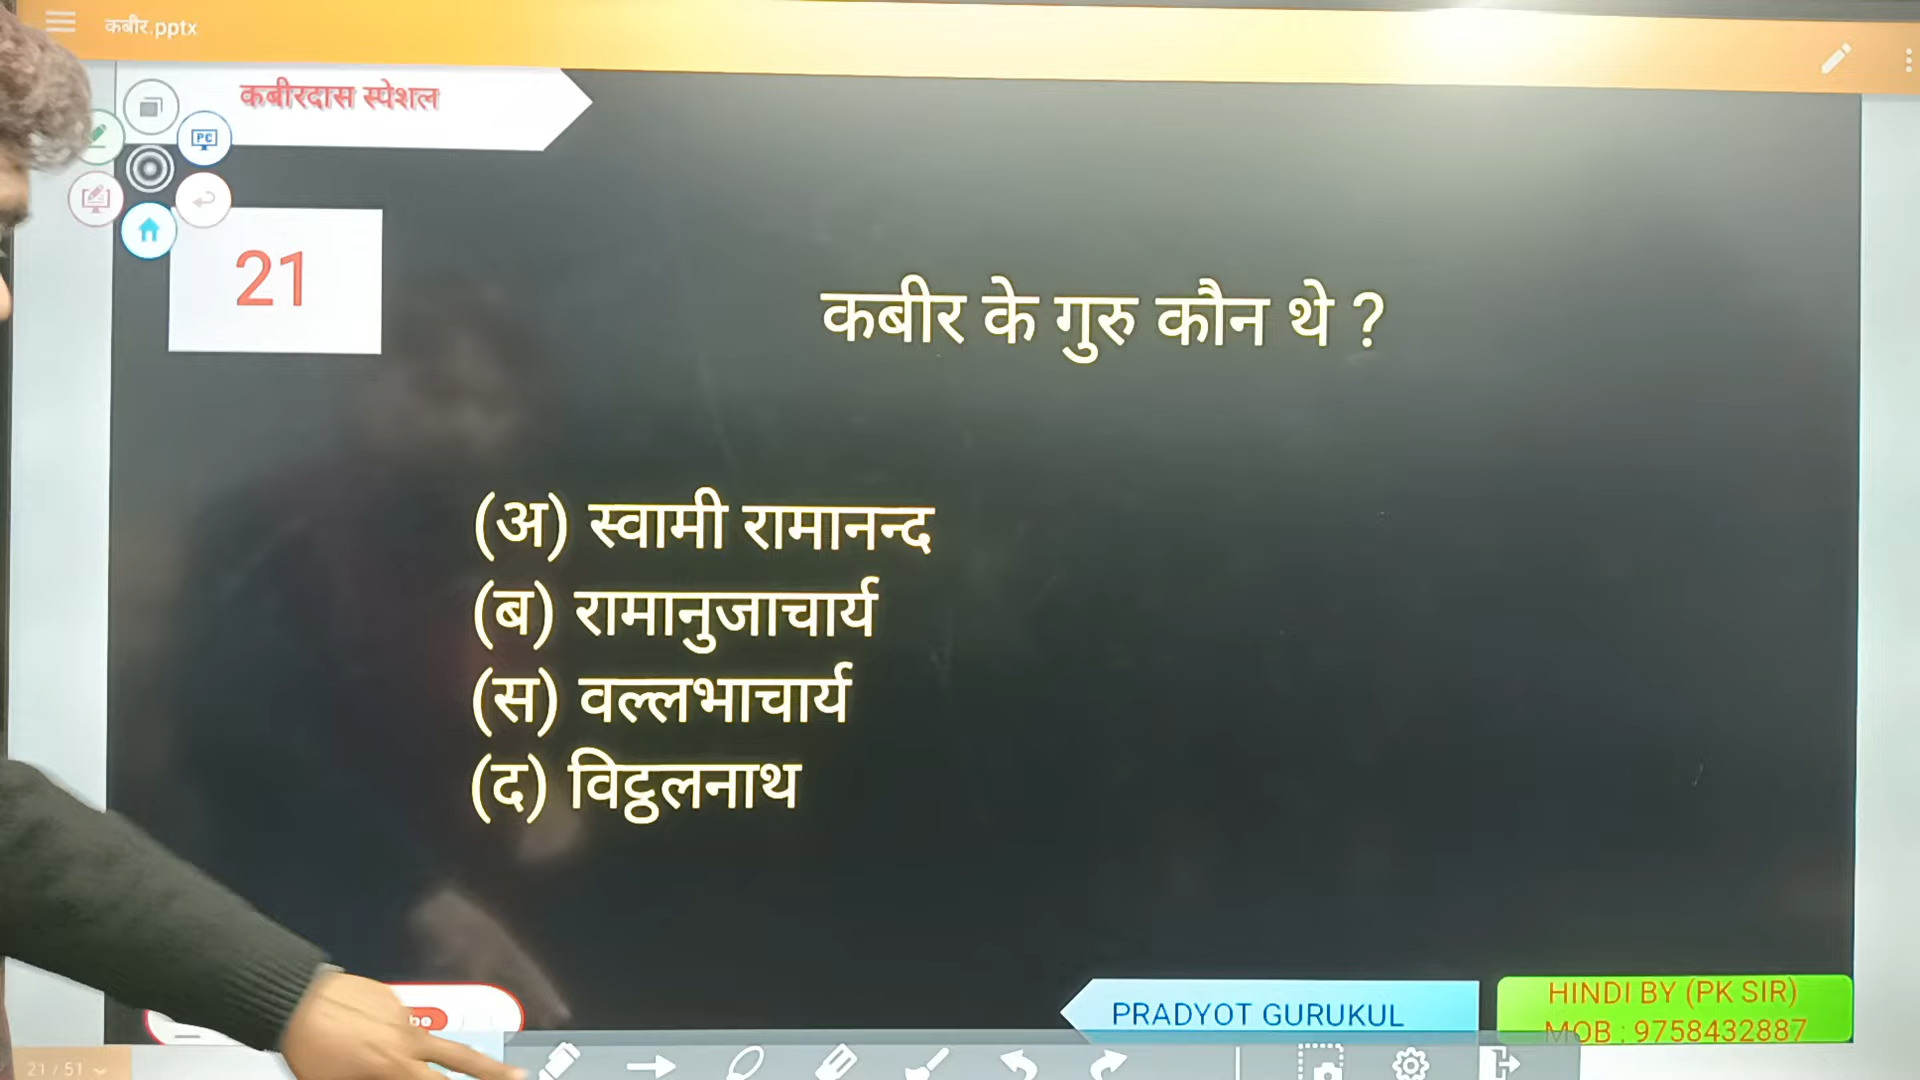 कबीर.pptx
कबीरदास स्पेशल
PC
21
कबीर के गुरु कौन थे ?
(अ) स्वामी रामानन्द
(ब) रामानुजाचार्य
(स) वल्लभाचार्य
(द) विट्ठलनाथ
PRADYOT GURUKUL
HINDI BY (PK SIR)
MOB : 9758432887
21 / 51